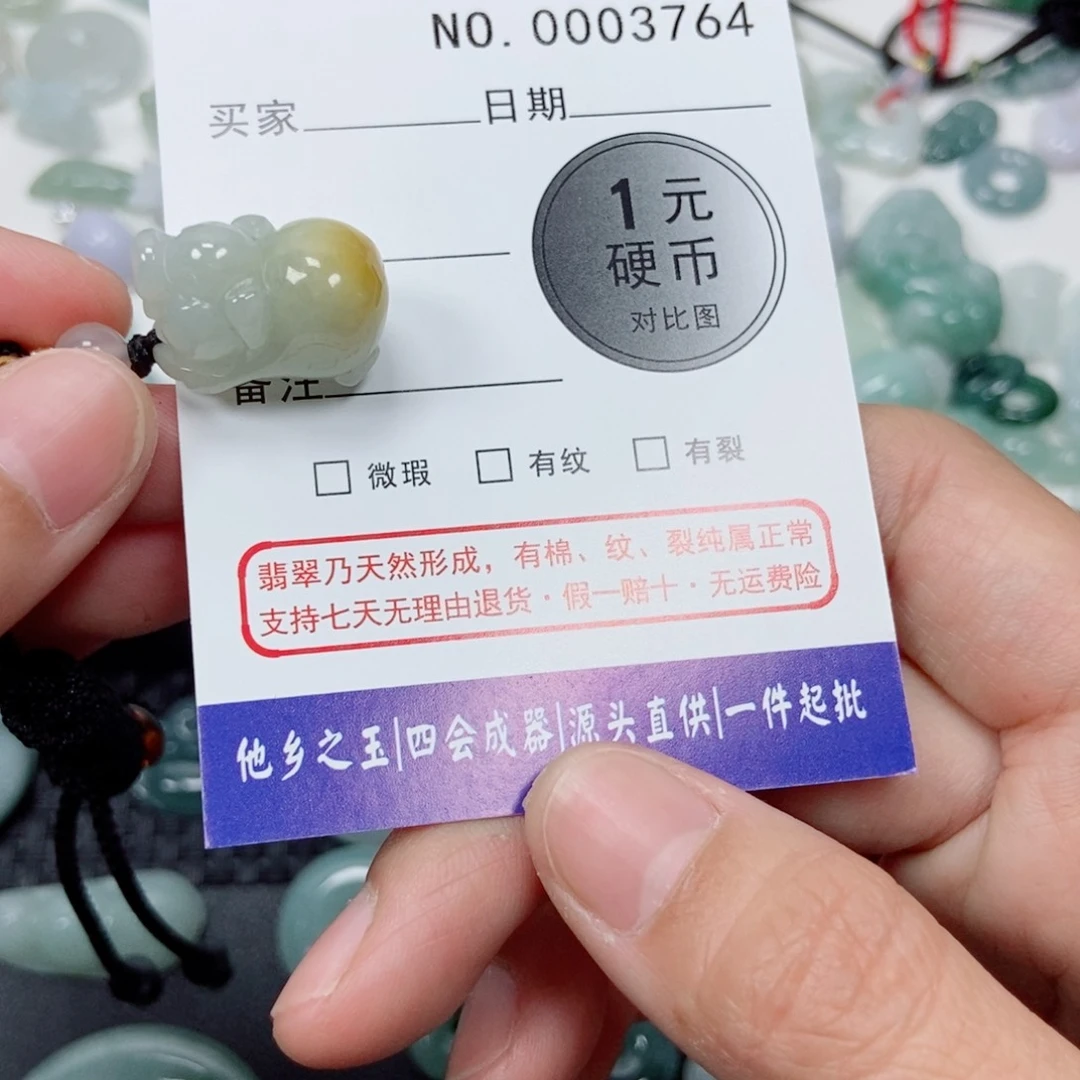 NO. 0003764
买家 日期
1元
硬币
对比图
备注
微瑕 有纹 有裂
翡翠乃天然形成，有棉、纹、裂纯属正常
支持七天无理由退货·假一赔十·无运费险
他乡之玉|四会成器|源头直供|一件起批